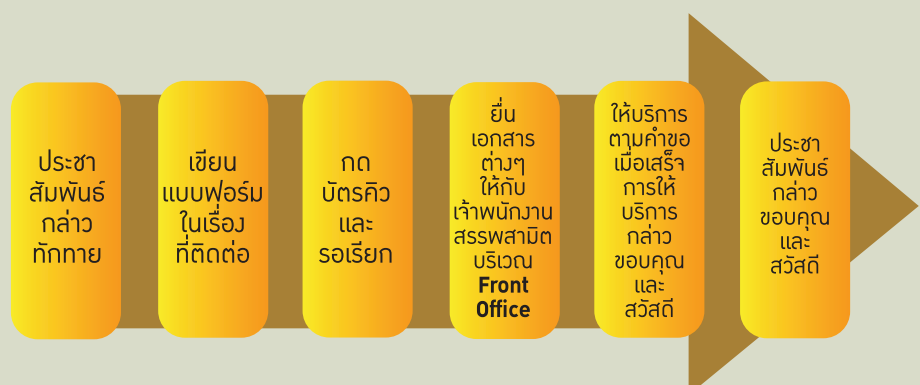 ประชา
สัมพันธ์
กล่าว
ทักทาย
เขียน
แบบฟอร์ม
ในเรื่อง
ที่ติดต่อ
กด
บัตรคิว
และ
รอเรียก
ยื่น
เอกสาร
ต่างๆ
ให้กับ
เจ้าพนักงาน
สรรพสามิต
บริเวณ
Front
Office
ให้บริการ
ตามคำขอ
เมื่อเสร็จ
การให้
บริการ
กล่าว
ขอบคุณ
และ
สวัสดี
ประชา
สัมพันธ์
กล่าว
ขอบคุณ
และ
สวัสดี